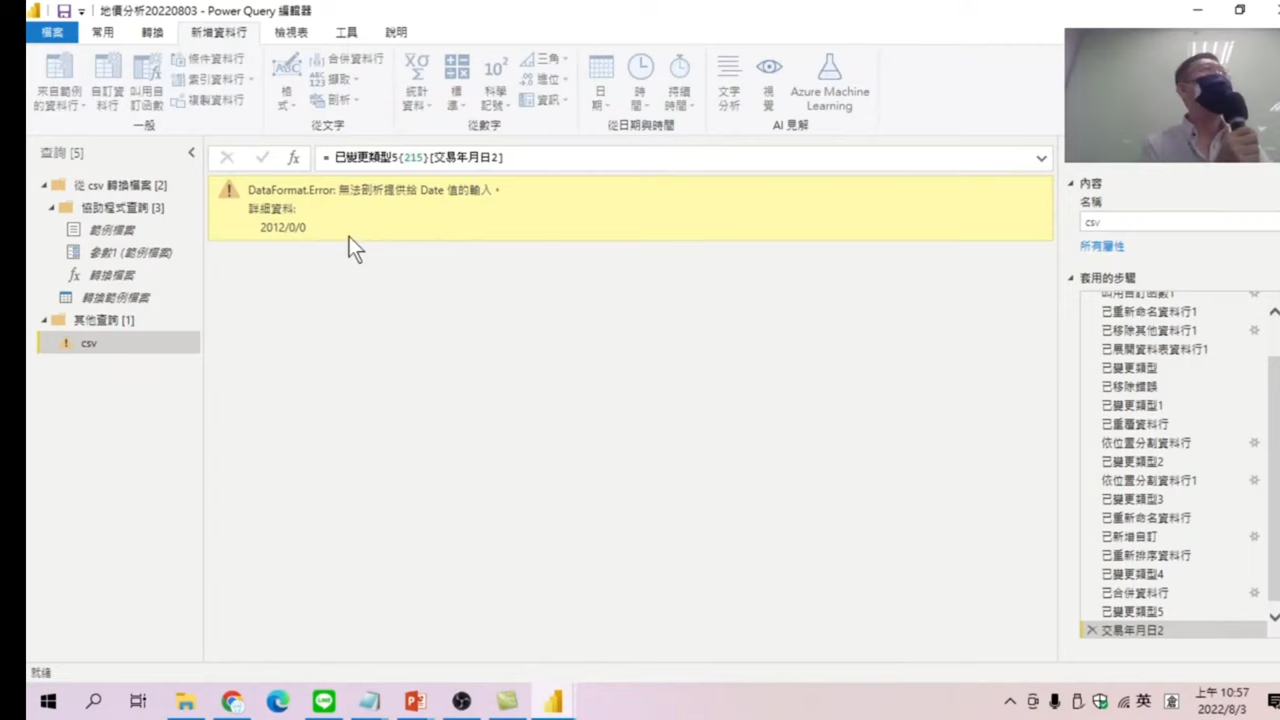 地價分析20220803 - Power Query 編輯器
檔案 常用 轉換 新增資料行 檢視表 工具 說明
來自範例的資料行 自訂資料行 叫用自訂函數 條件資料行 索引資料行 複製資料行
一般
格式 合併資料行 擷取 剖析
從文字
統計資料 標準 科學記號 三角 進位 資訊
從數字
日期 時間 持續時間
從日期與時間
文字分析 視覺 Azure Machine Learning
AI 見解
查詢 [5]
= 已變更類型5{215}[交易年月日2]
DataFormat.Error: 無法剖析提供給 Date 值的輸入。
詳細資料:
2012/0/0
從 csv 轉換檔案 [2]
協助程式查詢 [3]
範例檔案
參數1 (範例檔案)
轉換檔案
轉換範例檔案
其他查詢 [1]
csv
內容
名稱
csv
所有屬性
套用的步驟
叫用自訂函數1
已重新命名資料行1
已移除其他資料行1
已展開資料表資料行1
已變更類型
已移除錯誤
已變更類型1
已重覆資料行
依位置分割資料行
已變更類型2
依位置分割資料行1
已變更類型3
已重新命名資料行
已新增自訂
已重新排序資料行
已變更類型4
已合併資料行
已變更類型5
交易年月日2
就緒
英
上午 10:57
2022/8/3